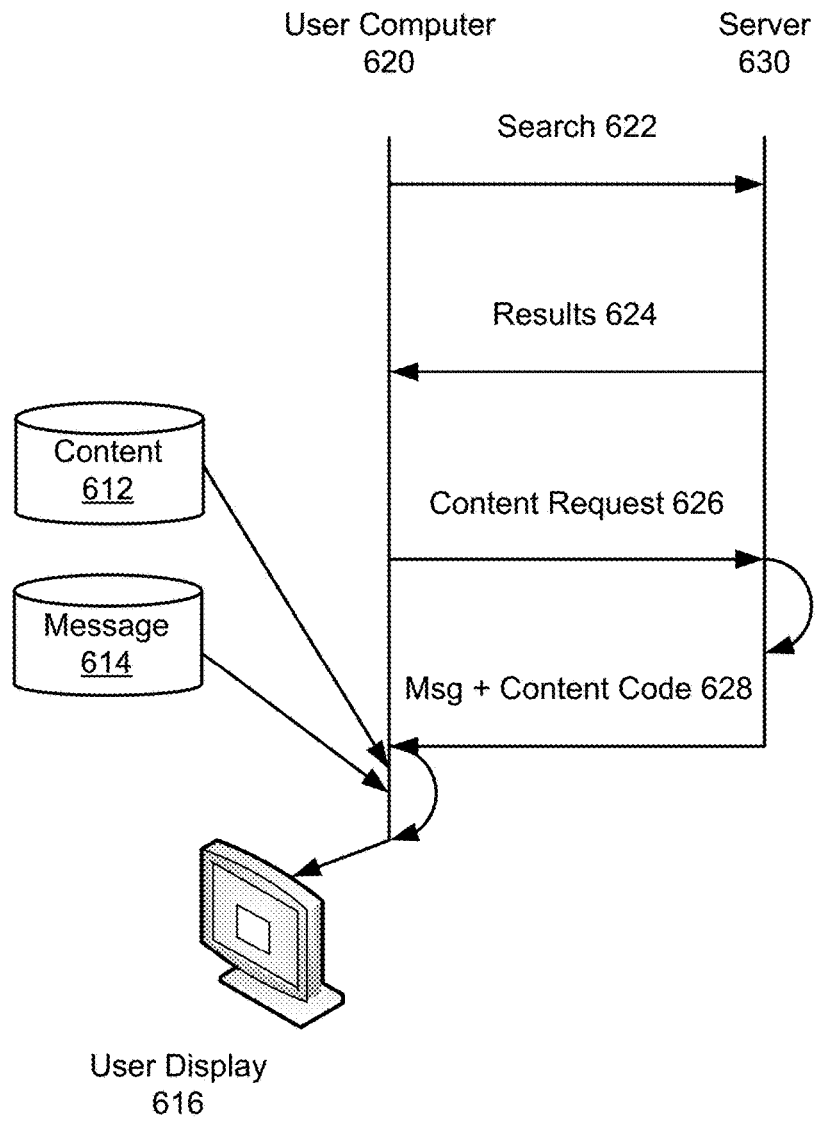 User Computer
620
Server
630
Search 622
Results 624
Content
612
Content Request 626
Message
614
Msg + Content Code 628
User Display
616